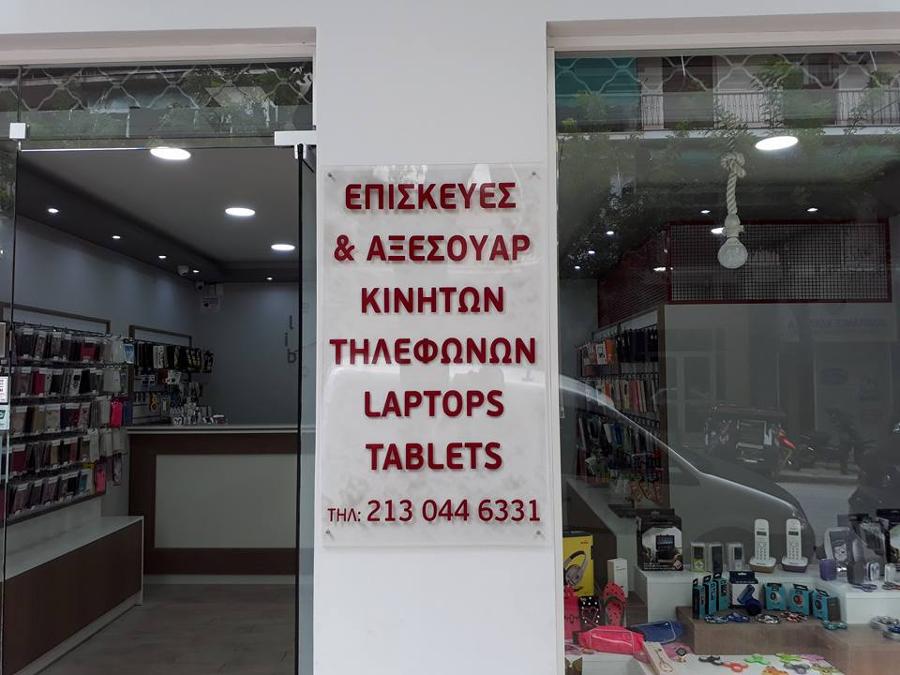 ΕΠΙΣΚΕΥΕΣ
& ΑΞΕΣΟΥΑΡ
ΚΙΝΗΤΩΝ
ΤΗΛΕΦΩΝΩΝ
LAPTOPS
TABLETS
ΤΗΛ: 213 044 6331